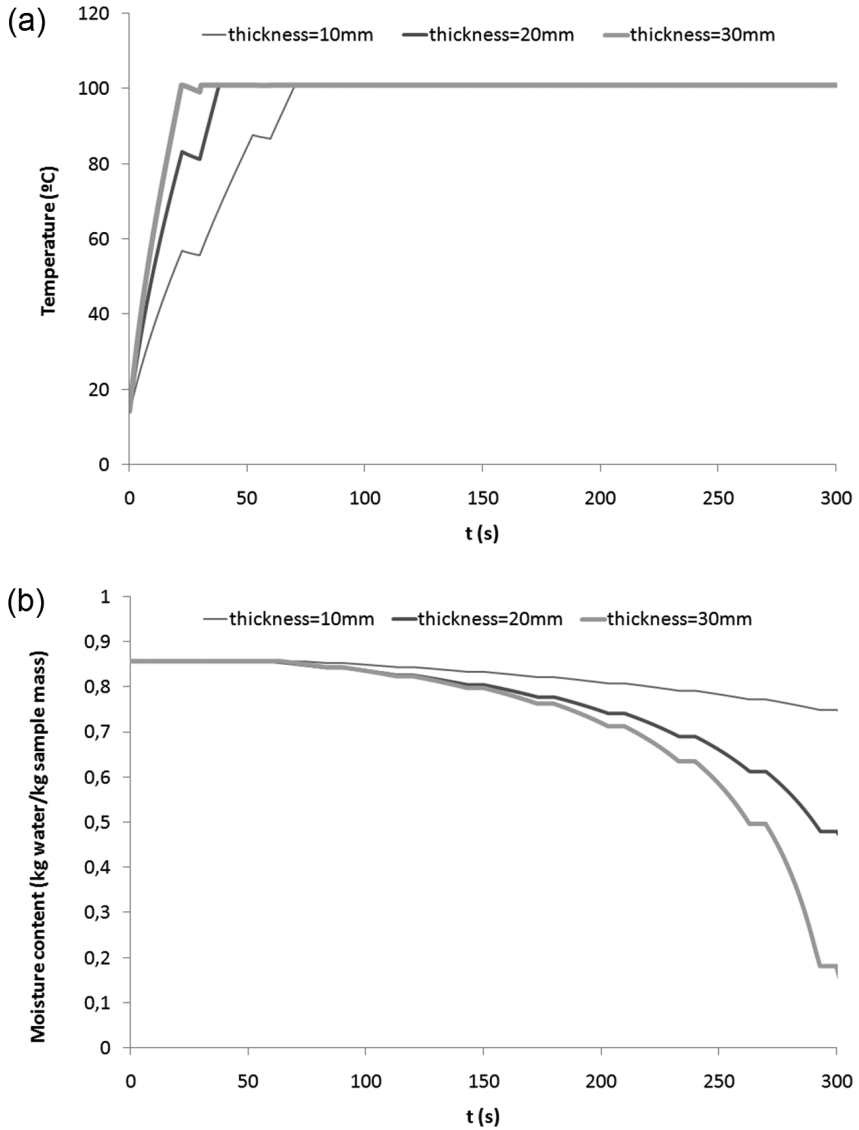 (a)
120
thickness=10mm thickness=20mm thickness=30mm
100
80
60
40
20
0
Temperature (ºC)
0 50 100 150 200 250 300
t (s)
(b)
1
thickness=10mm thickness=20mm thickness=30mm
0,9
0,8
0,7
0,6
0,5
0,4
0,3
0,2
0,1
0
Moisture content (kg water/kg sample mass)
0 50 100 150 200 250 300
t (s)